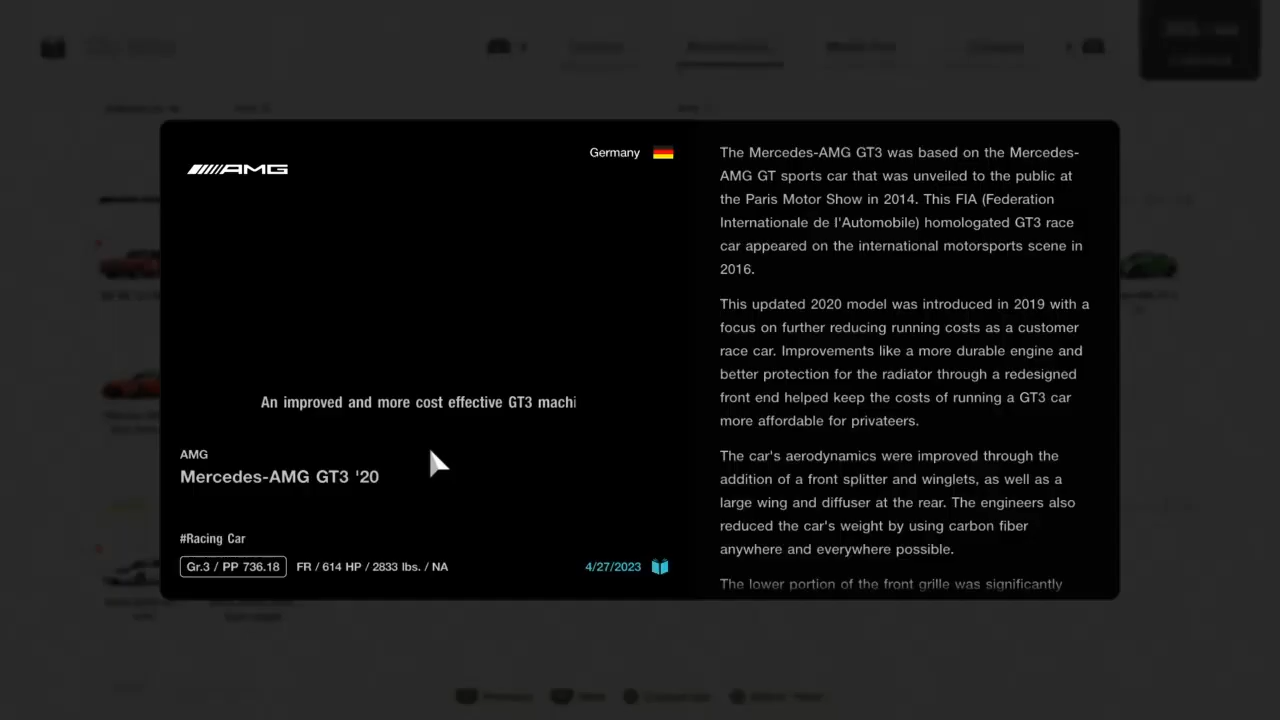 AMG
Germany
An improved and more cost effective GT3 machi
AMG
Mercedes-AMG GT3 '20
#Racing Car
Gr.3 / PP 736.18
FR / 614 HP / 2833 lbs. / NA
4/27/2023
The Mercedes-AMG GT3 was based on the Mercedes-
AMG GT sports car that was unveiled to the public at
the Paris Motor Show in 2014. This FIA (Federation
Internationale de l'Automobile) homologated GT3 race
car appeared on the international motorsports scene in
2016.
This updated 2020 model was introduced in 2019 with a
focus on further reducing running costs as a customer
race car. Improvements like a more durable engine and
better protection for the radiator through a redesigned
front end helped keep the costs of running a GT3 car
more affordable for privateers.
The car's aerodynamics were improved through the
addition of a front splitter and winglets, as well as a
large wing and diffuser at the rear. The engineers also
reduced the car's weight by using carbon fiber
anywhere and everywhere possible.
The lower portion of the front grille was significantly